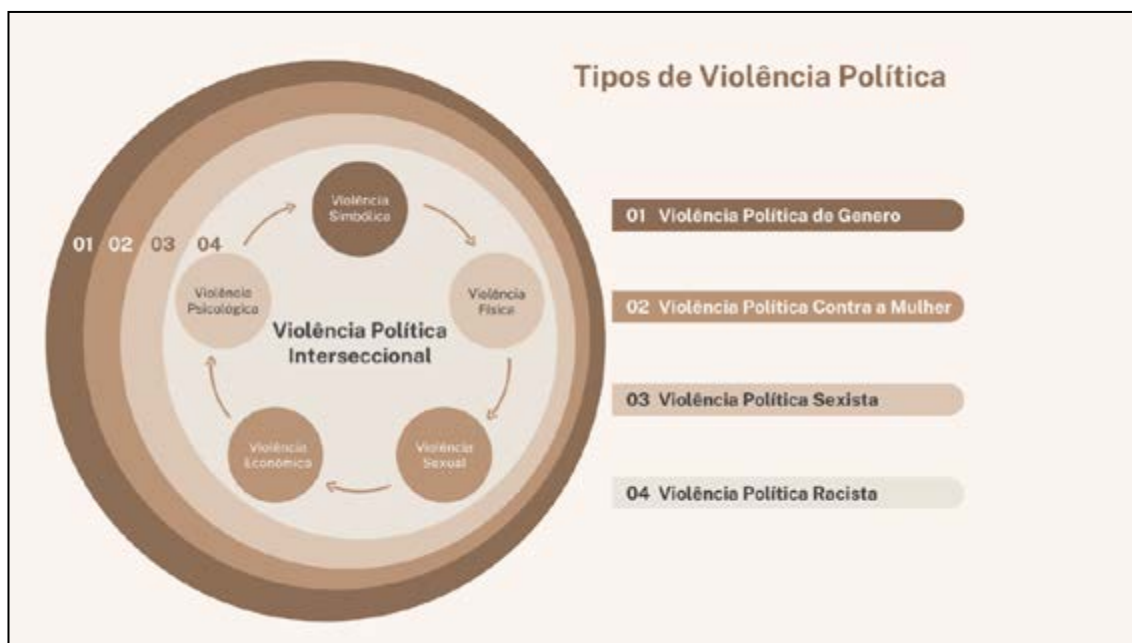 Tipos de Violência Política
01 02 03 04
Violência
Simbólica
Violência
Física
Violência
Sexual
Violência
Econômica
Violência
Psicológica
Violência Política
Interseccional
01 Violência Política de Genero
02 Violência Política Contra a Mulher
03 Violência Política Sexista
04 Violência Política Racista